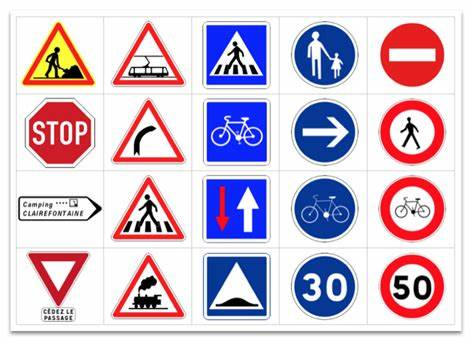 STOP
Camping
CLAIREFONTAINE
CÉDEZ LE
PASSAGE
30
50